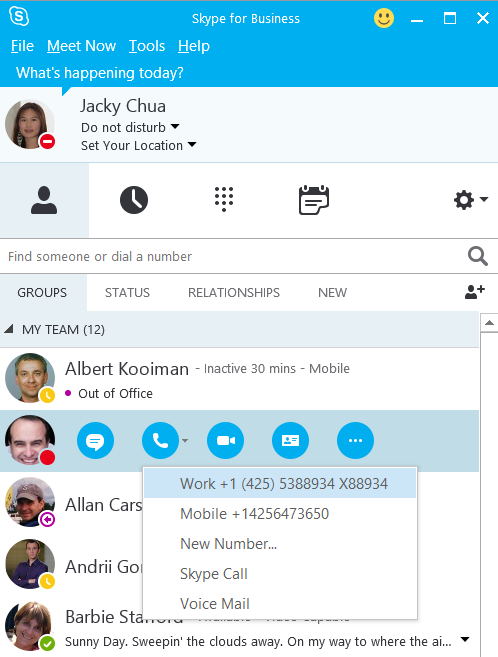 Skype for Business
File Meet Now Tools Help
What's happening today?
Jacky Chua
Do not disturb
Set Your Location
Find someone or dial a number
GROUPS STATUS RELATIONSHIPS NEW
MY TEAM (12)
Albert Kooiman - Inactive 30 mins - Mobile
Out of Office
Work +1 (425) 5388934 X88934
Allan Cars
Mobile +14256473650
New Number...
Andrii Gor
Skype Call
Voice Mail
Barbie Stafford - Available - Video Capable
Sunny Day. Sweepin' the clouds away. On my way to where the ai...